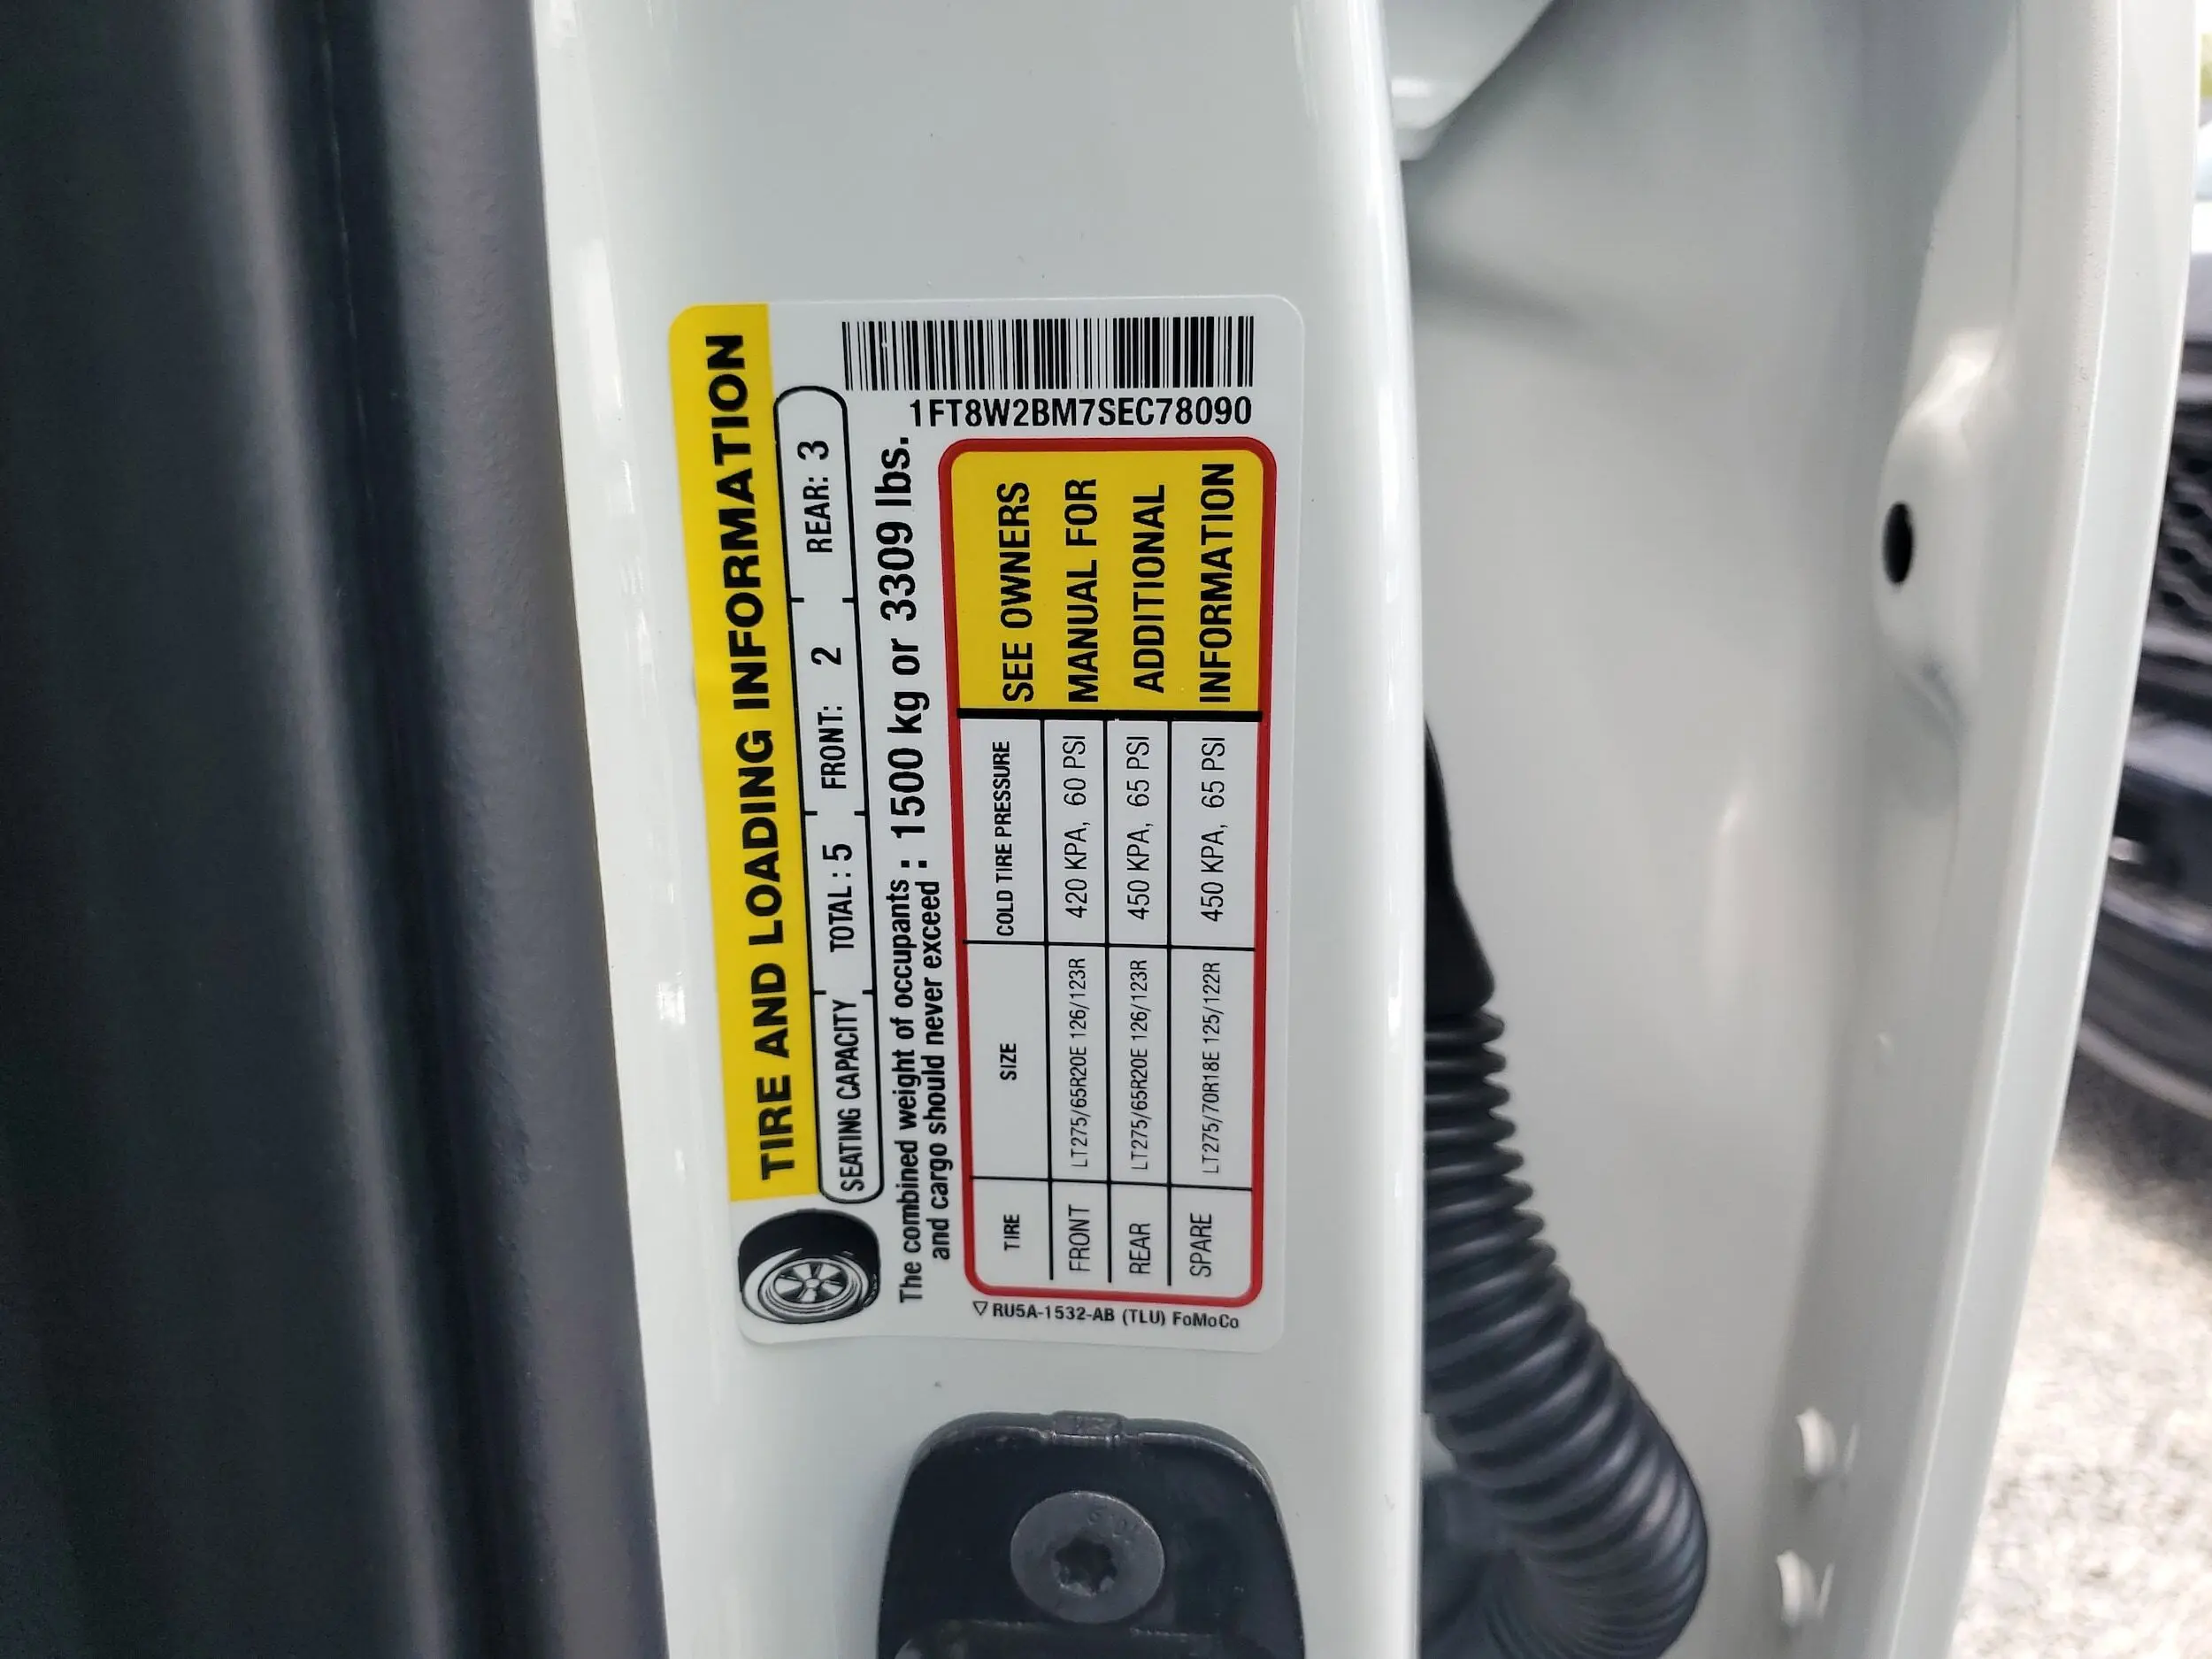 TIRE AND LOADING INFORMATION
SEATING CAPACITY TOTAL : 5 FRONT: 2 REAR: 3
The combined weight of occupants : 1500 kg or 3309 lbs.
and cargo should never exceed :
1FT8W2BM7SEC78090
TIRE SIZE COLD TIRE PRESSURE
FRONT LT275/65R20E 126/123R 420 KPA, 60 PSI
REAR LT275/65R20E 126/123R 450 KPA, 65 PSI
SPARE LT275/70R18E 125/122R 450 KPA, 65 PSI
SEE OWNERS
MANUAL FOR
ADDITIONAL
INFORMATION
RU5A-1532-AB (TLU) FoMoCo